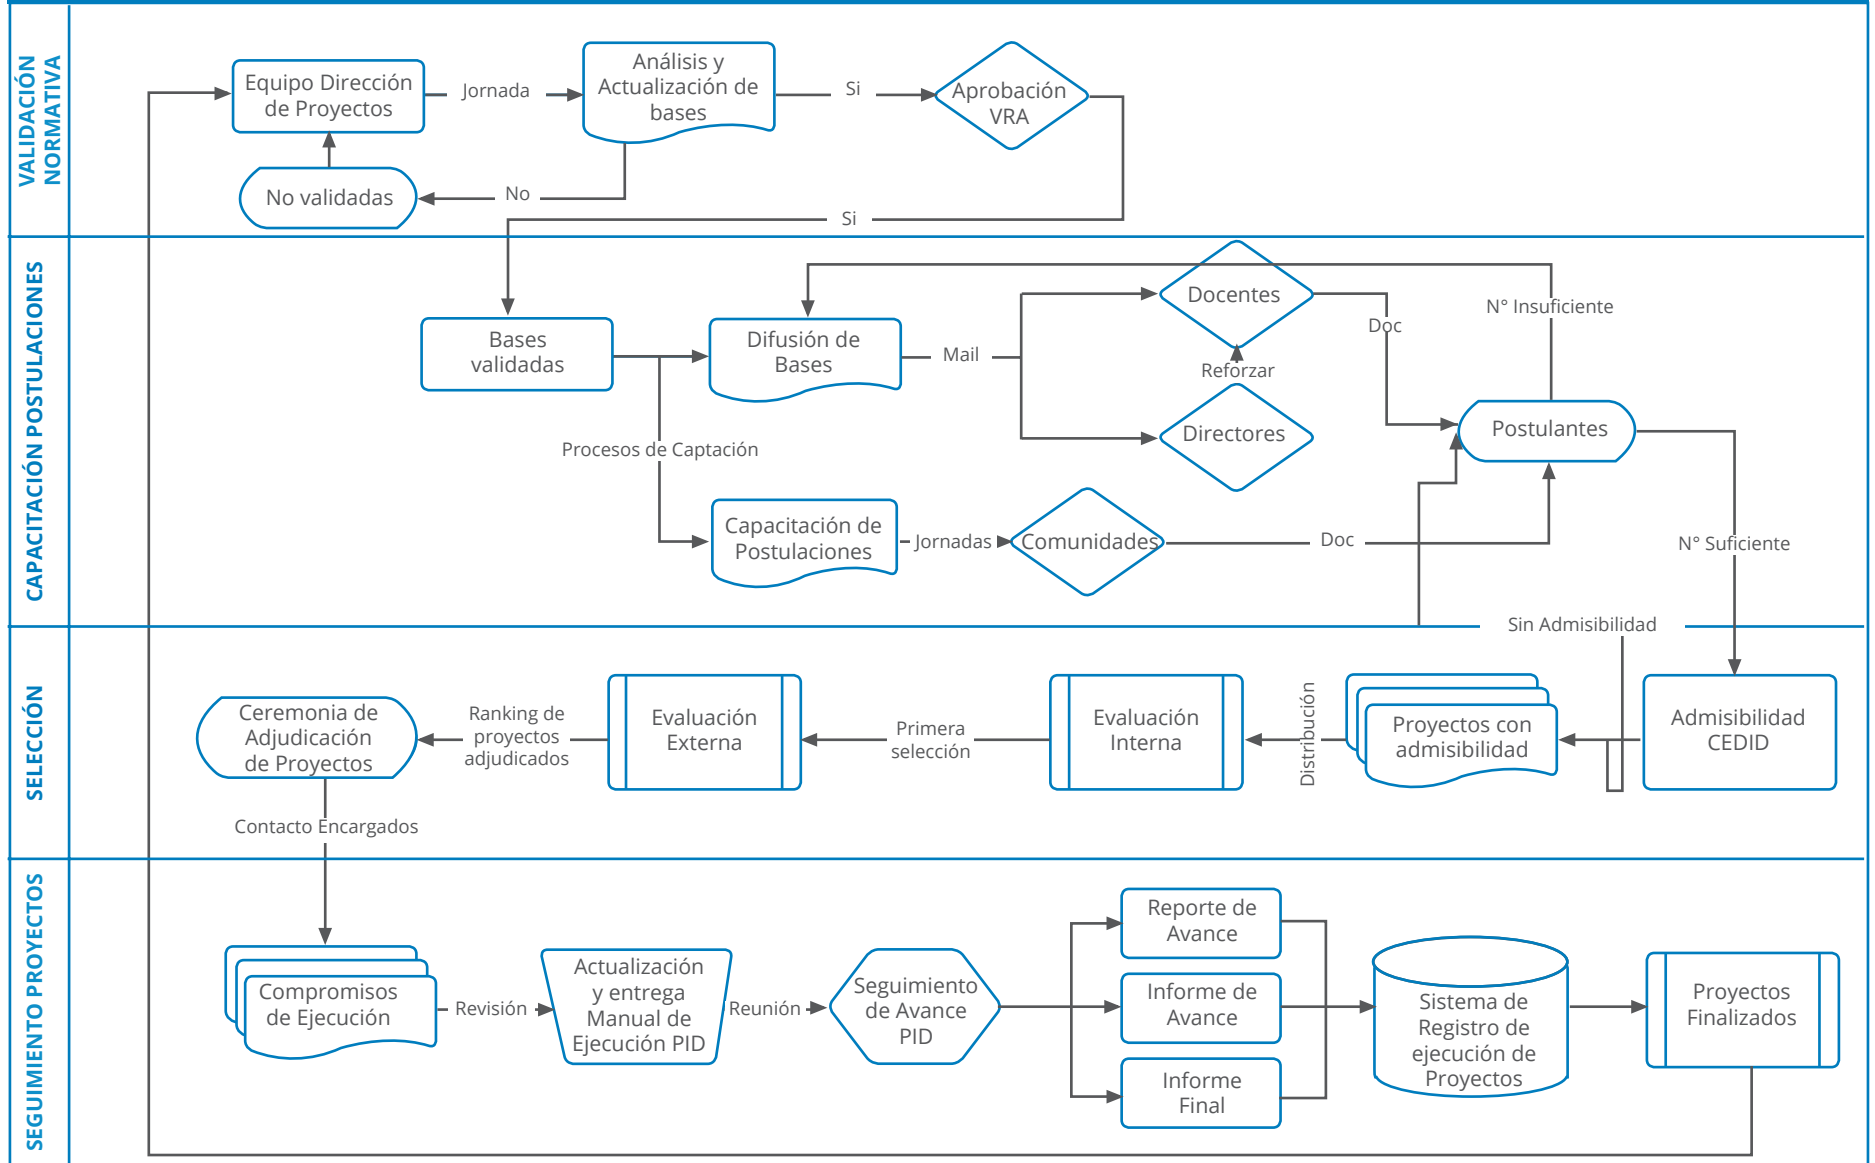 VALIDACIÓN
NORMATIVA
Equipo Dirección
de Proyectos
Jornada
Análisis y
Actualización de
bases
Si
Aprobación
VRA
No validadas
No
Si
CAPACITACIÓN POSTULACIONES
Bases
validadas
Difusión de
Bases
Mail
Docentes
Reforzar
Directores
Doc
N° Insuficiente
Postulantes
Procesos de Captación
Capacitación de
Postulaciones
Jornadas
Comunidades
Doc
N° Suficiente
Sin Admisibilidad
SELECCIÓN
Ceremonia de
Adjudicación
de Proyectos
Ranking de
proyectos
adjudicados
Evaluación
Externa
Primera
selección
Evaluación
Interna
Distribución
Proyectos con
admisibilidad
Admisibilidad
CEDID
Contacto Encargados
SEGUIMIENTO PROYECTOS
Compromisos
de Ejecución
Revisión
Actualización
y entrega
Manual de
Ejecución PID
Reunión
Seguimiento
de Avance
PID
Reporte de
Avance
Informe de
Avance
Informe
Final
Sistema de
Registro de
ejecución de
Proyectos
Proyectos
Finalizados